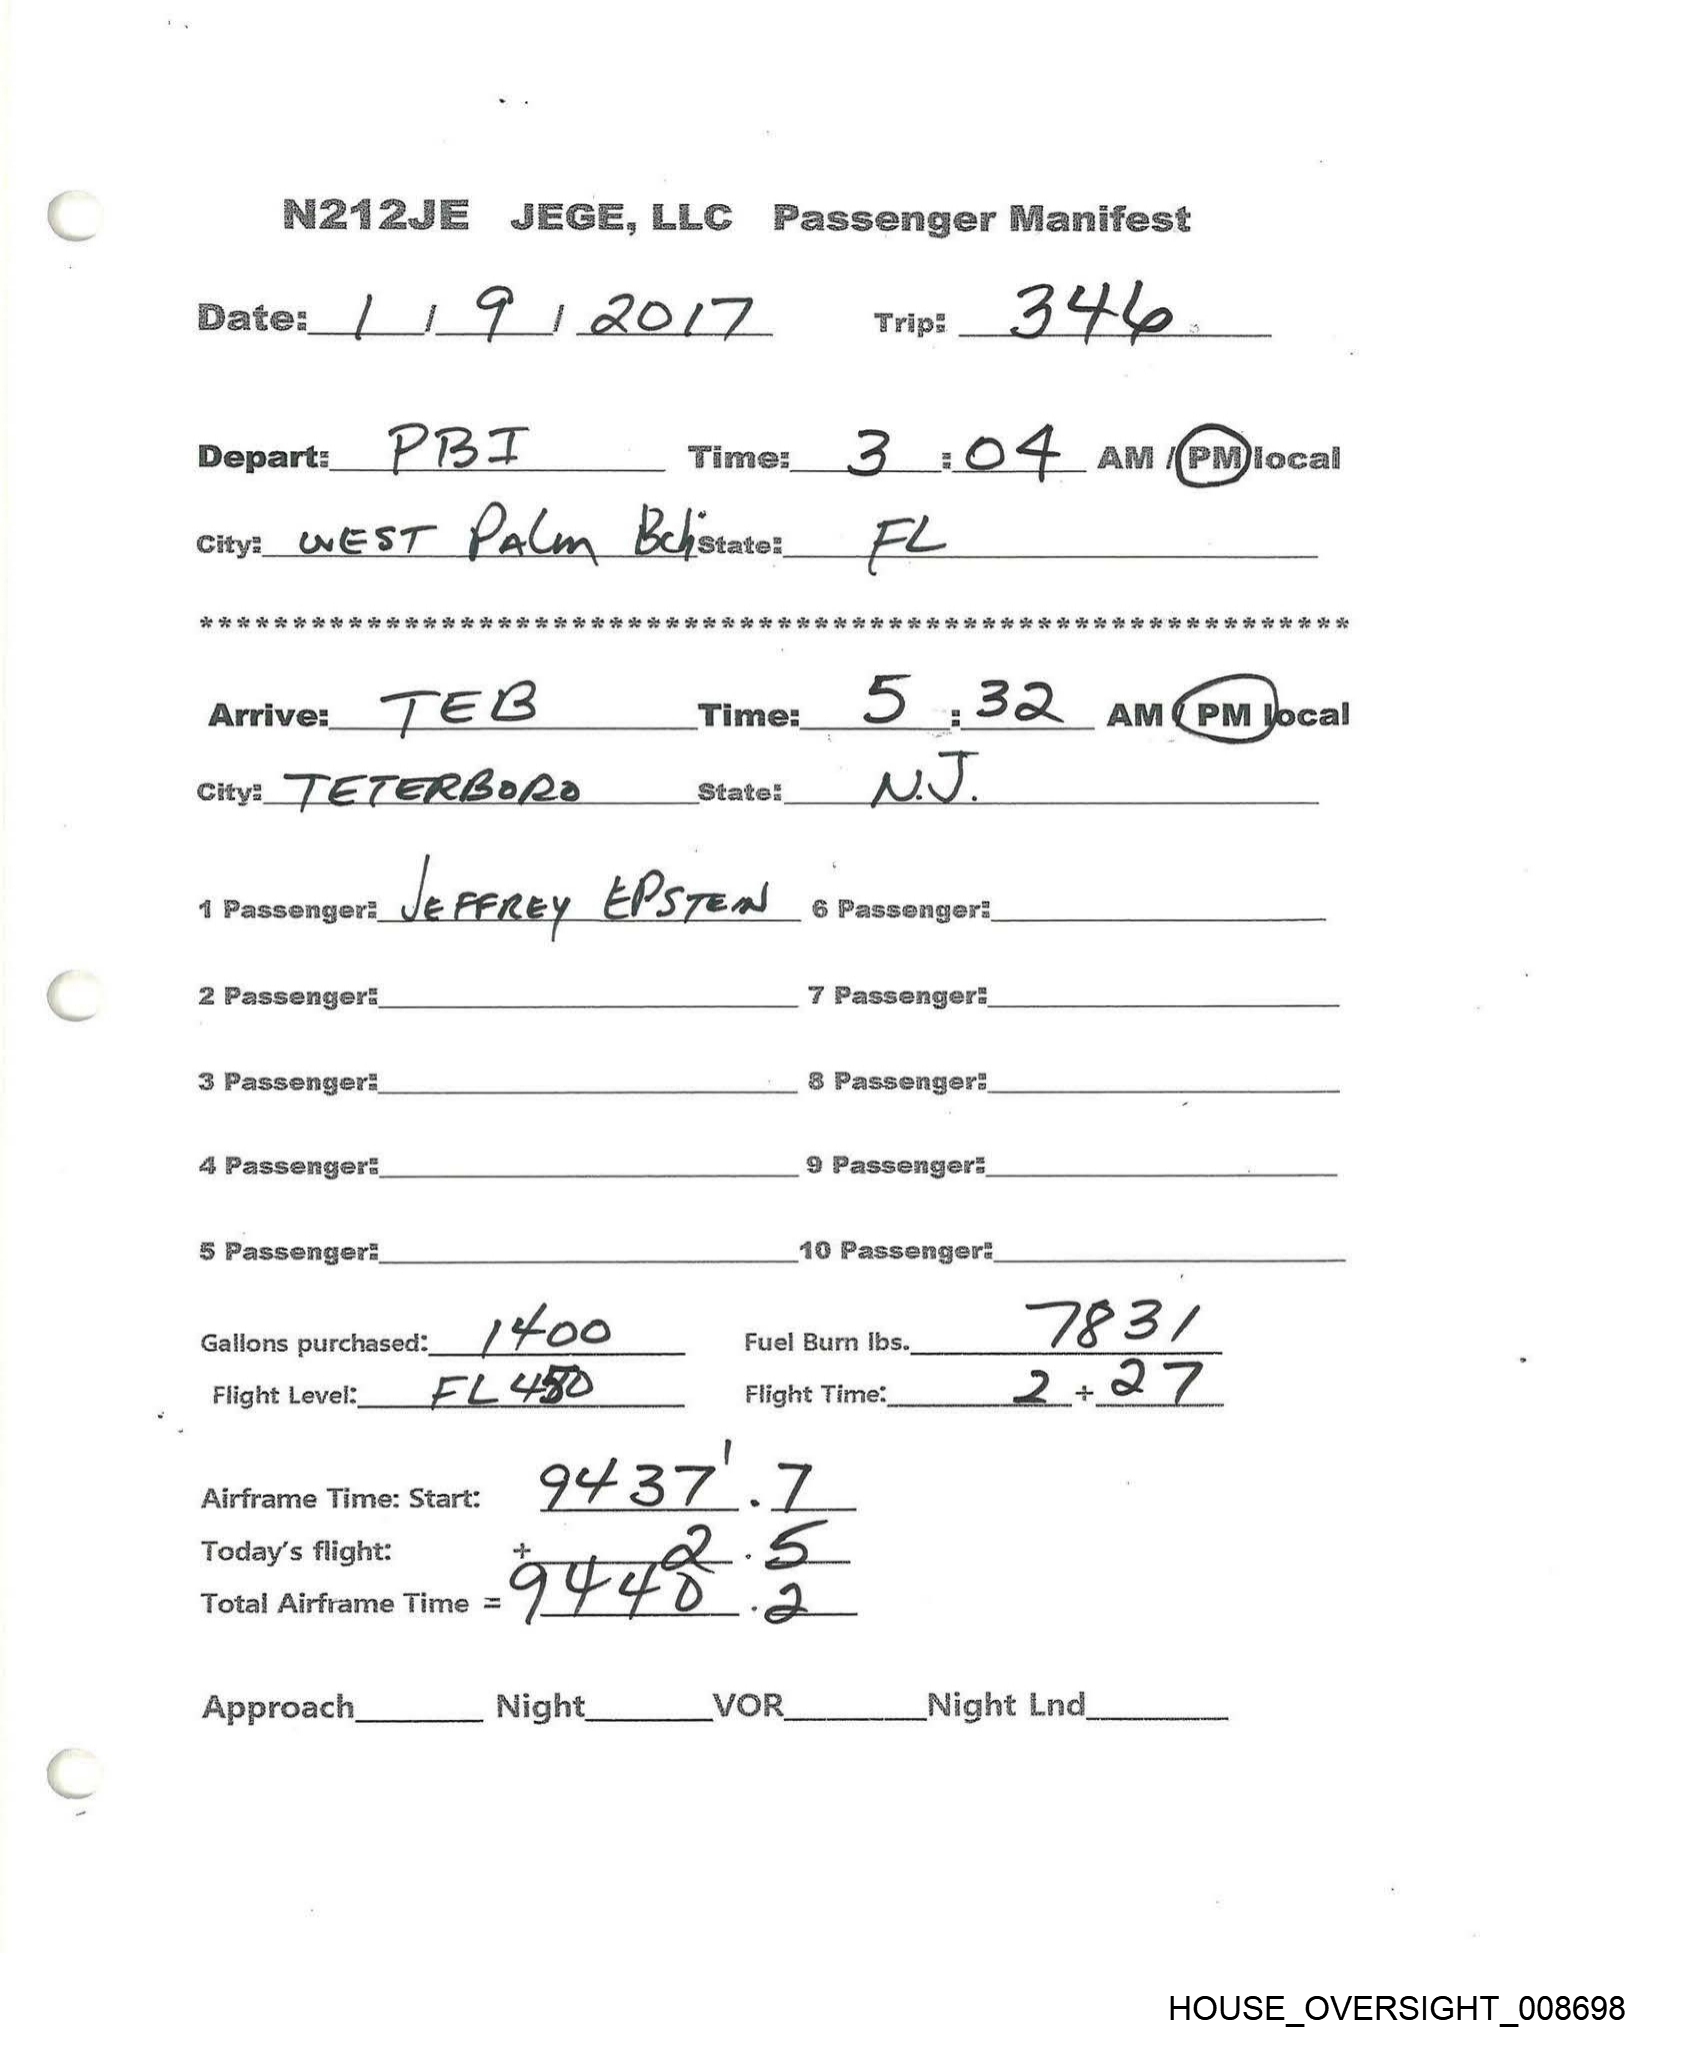 N212JE JEGE, LLC Passenger Manifest
Date: 1 / 9 / 2017 Trip: 346
Depart: PBI Time: 3 : 04 AM / PM local
City: WEST Palm Bch State: FL
************************************************************
Arrive: TEB Time: 5 : 32 AM / PM local
City: TETERBORO State: N.J.
1 Passenger: JEFFREY EPSTEIN 6 Passenger:
2 Passenger: 7 Passenger:
3 Passenger: 8 Passenger:
4 Passenger: 9 Passenger:
5 Passenger: 10 Passenger:
Gallons purchased: 1400 Fuel Burn lbs. 7831
Flight Level: FL Flight Time: 2 + 27
Airframe Time: Start: 9437 . 7
Today's flight: + 2 . 5
Total Airframe Time = 9440 . 2
Approach Night VOR Night Lnd
HOUSE_OVERSIGHT_008698